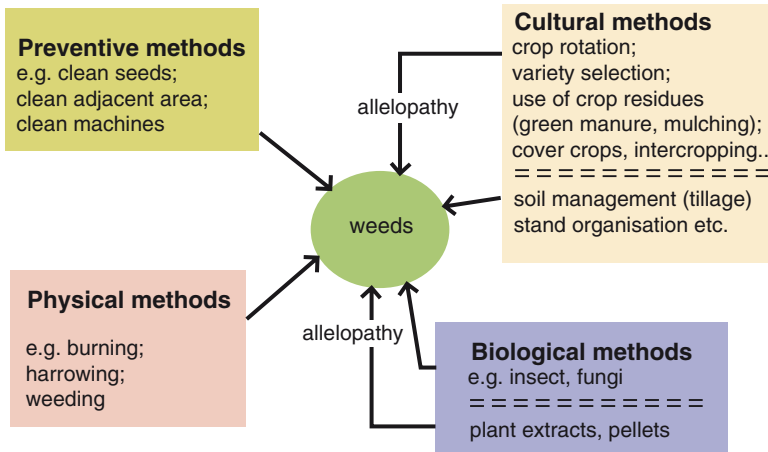 Preventive methods
e.g. clean seeds;
clean adjacent area;
clean machines
Cultural methods
crop rotation;
variety selection;
use of crop residues
(green manure, mulching);
cover crops, intercropping..
= = = = = = = = = = = = =
soil management (tillage)
stand organisation etc.
allelopathy
weeds
Physical methods
e.g. burning;
harrowing;
weeding
allelopathy
Biological methods
e.g. insect, fungi
= = = = = = = = = = =
plant extracts, pellets